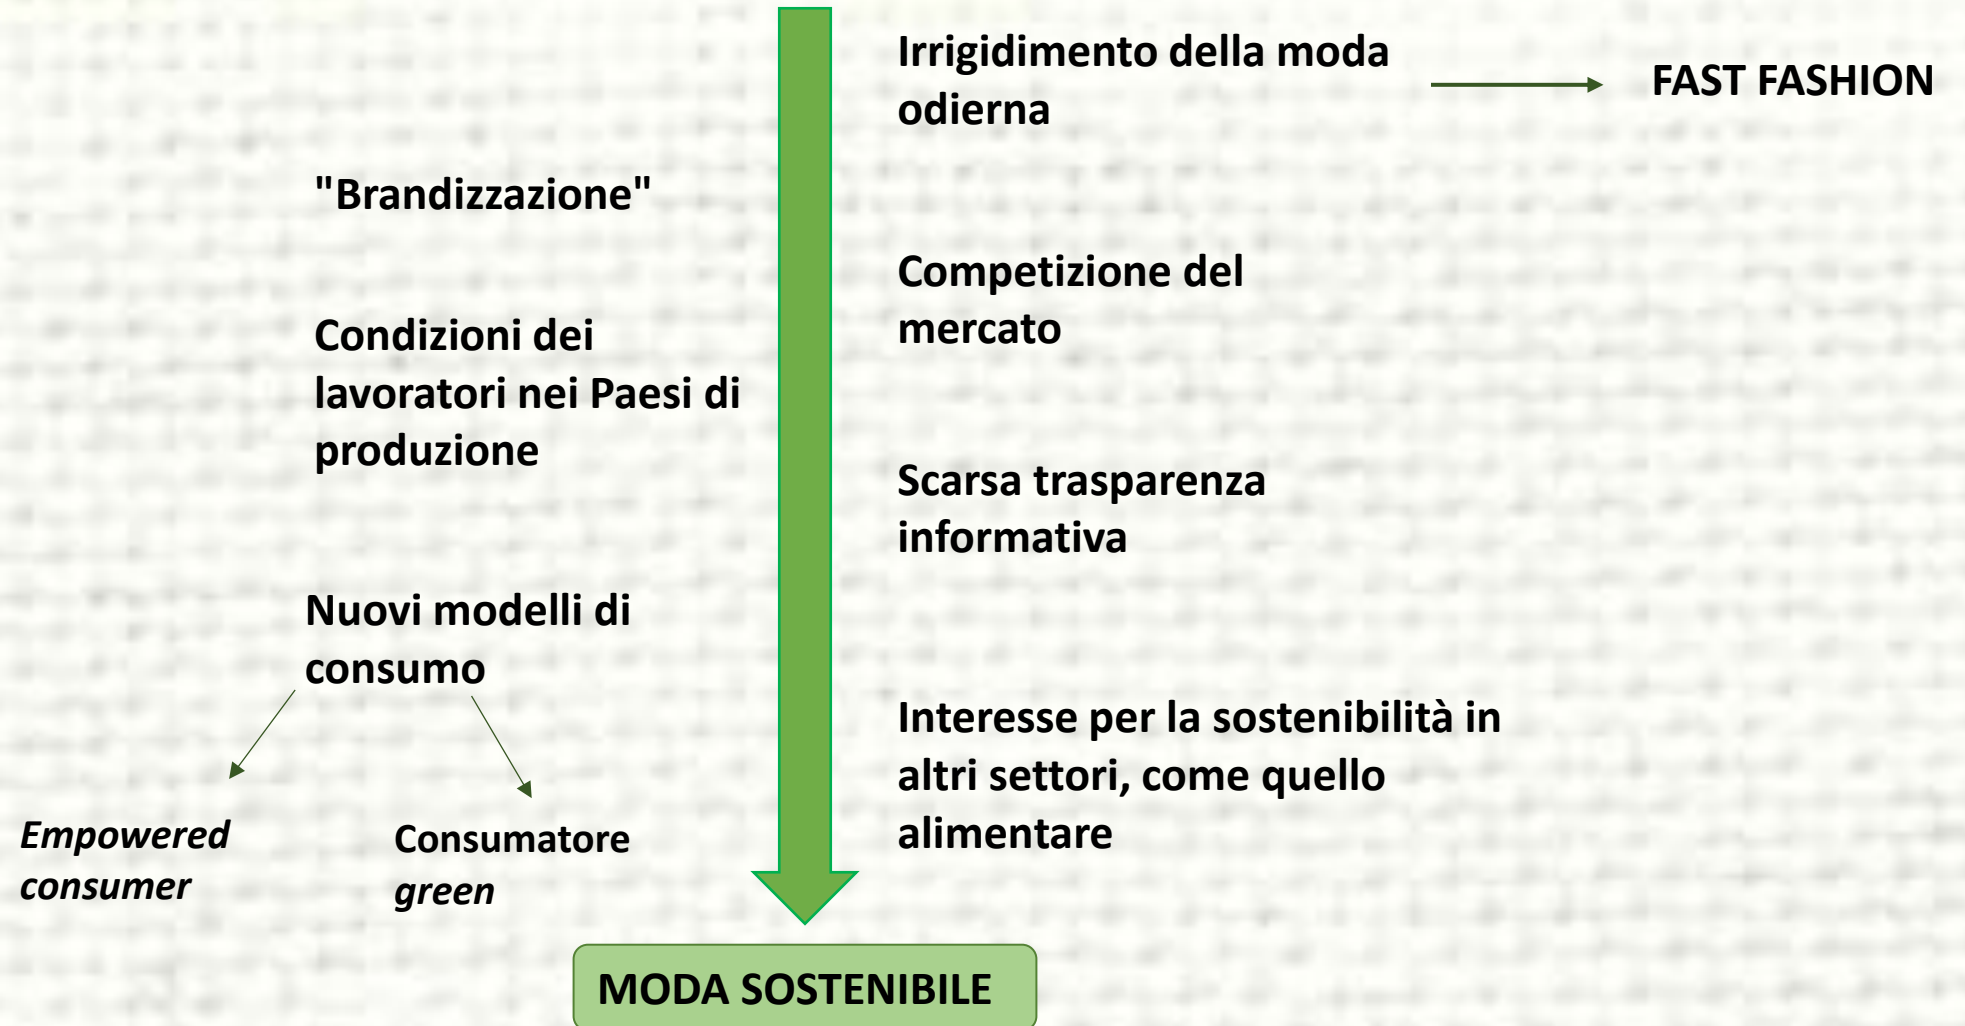 Irrigidimento della moda
odierna
FAST FASHION
"Brandizzazione"
Competizione del
mercato
Condizioni dei
lavoratori nei Paesi di
produzione
Scarsa trasparenza
informativa
Nuovi modelli di
consumo
Interesse per la sostenibilità in
altri settori, come quello
alimentare
Empowered
consumer
Consumatore
green
MODA SOSTENIBILE